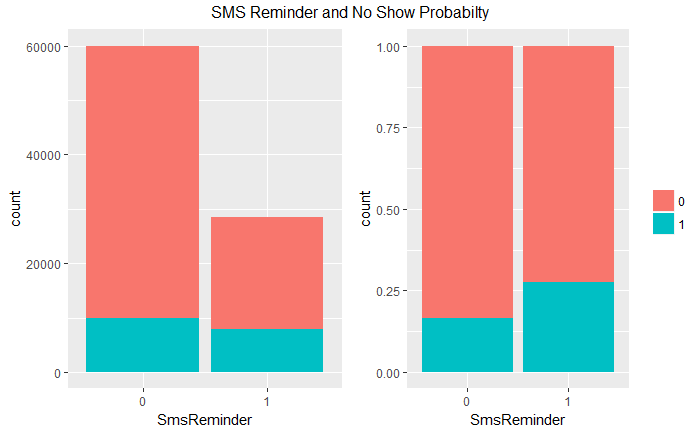 SMS Reminder and No Show Probabilty
count
60000
40000
20000
0
0 1
SmsReminder
count
1.00
0.75
0.50
0.25
0.00
0 1
SmsReminder
0
1